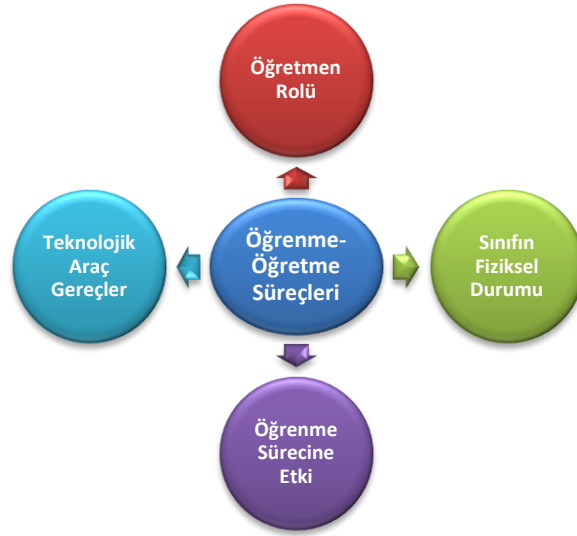 Öğretmen
Rolü
Teknolojik
Araç
Gereçler
Öğrenme-
Öğretme
Süreçleri
Sınıfın
Fiziksel
Durumu
Öğrenme
Sürecine
Etki